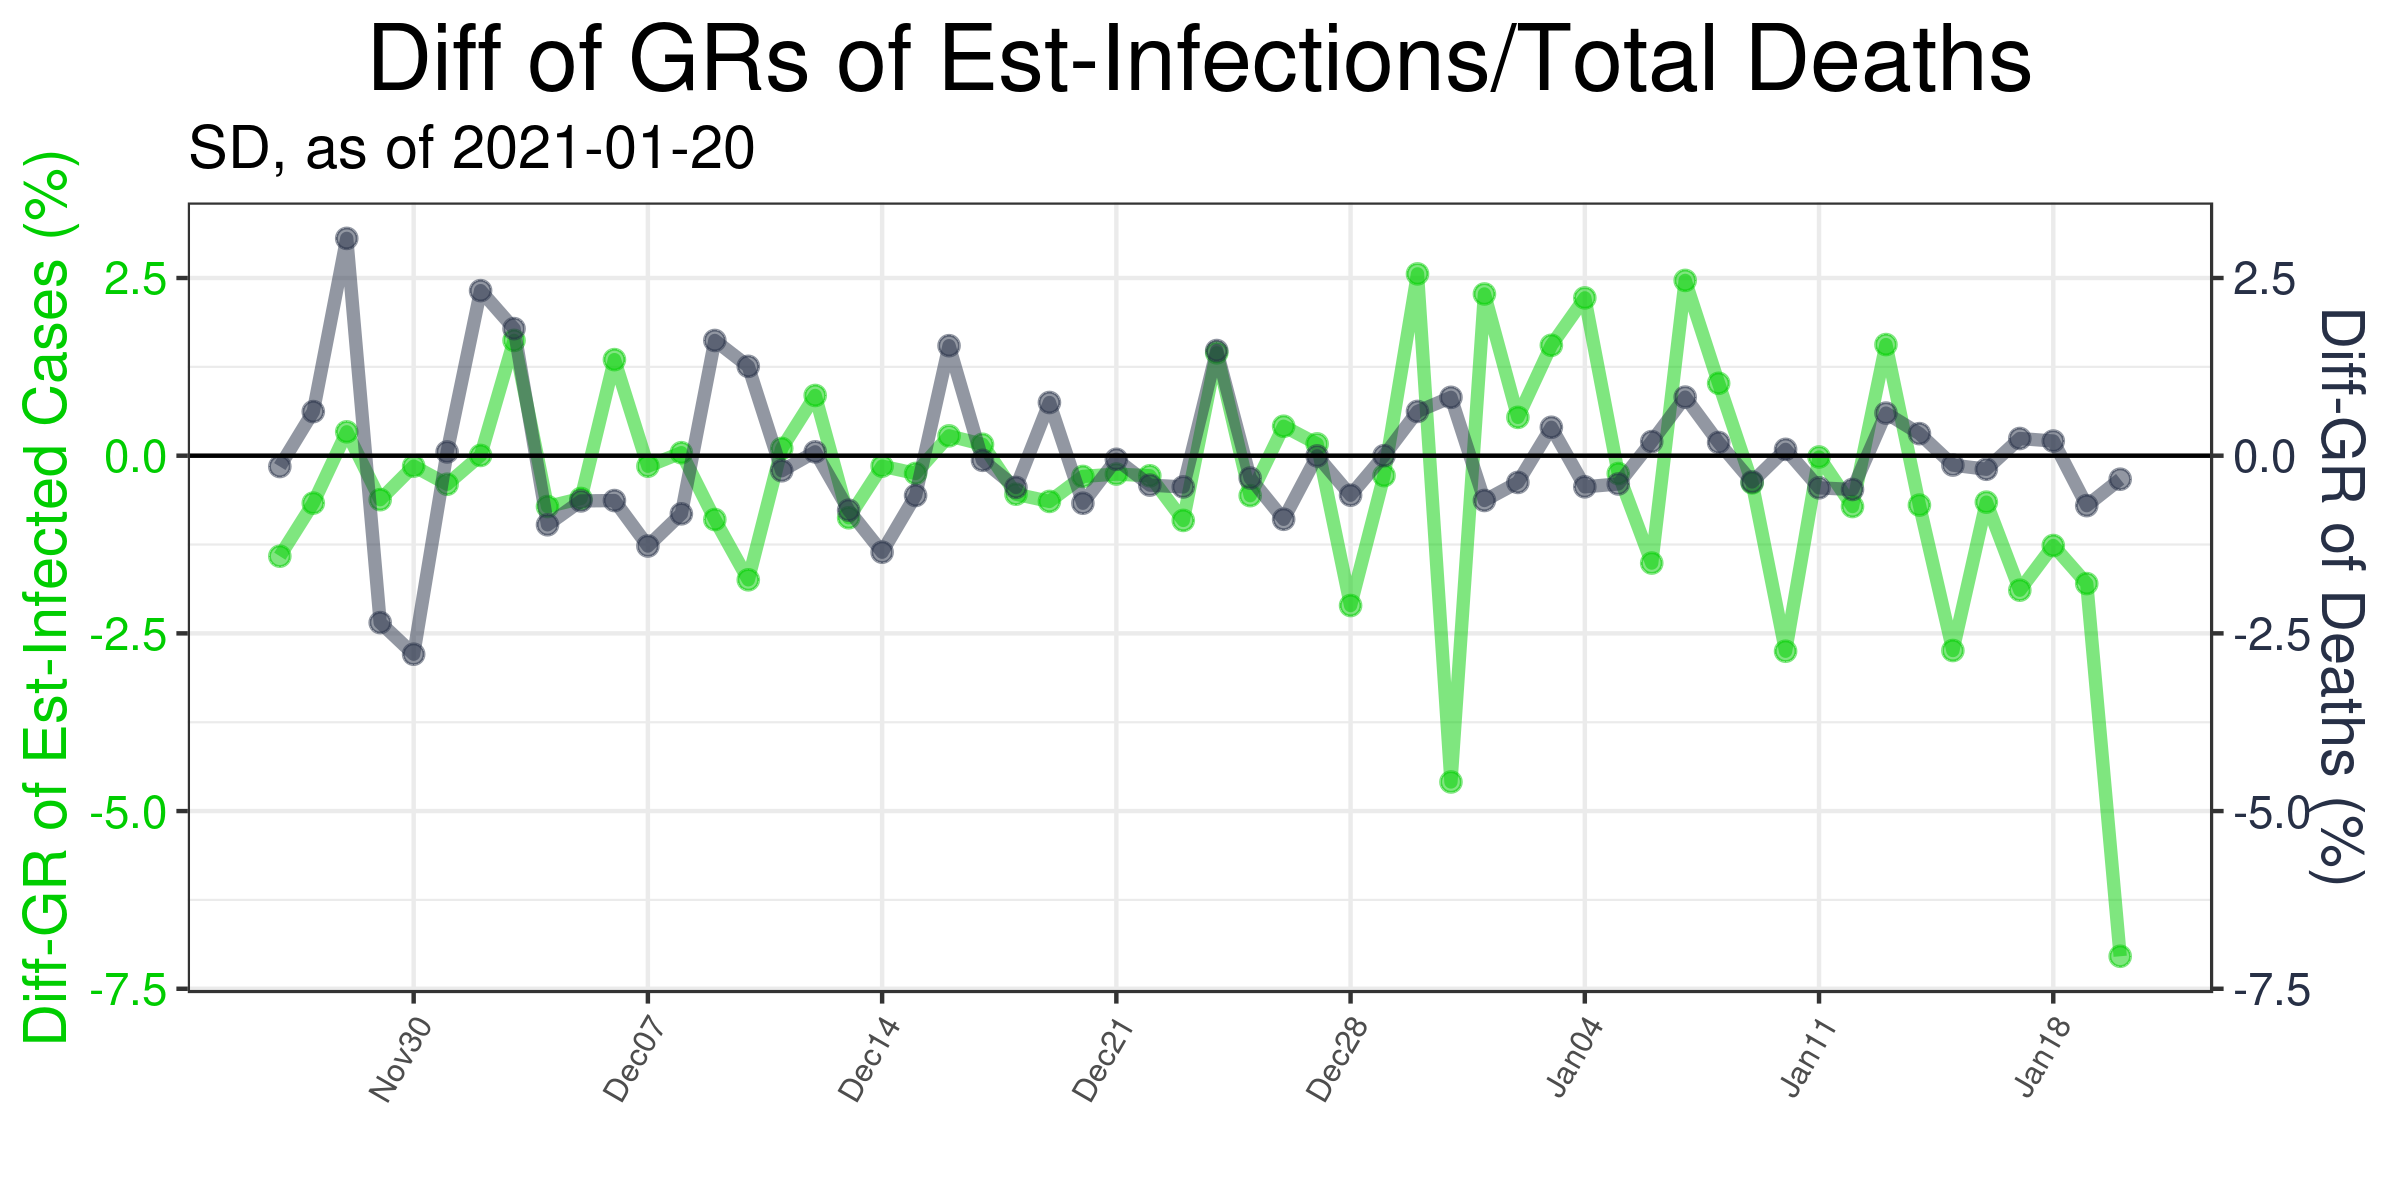 Diff of GRs of Est-Infections/Total Deaths
SD, as of 2021-01-20
Diff-GR of Est-Infected Cases (%)
2.5
0.0
-2.5
-5.0
-7.5
2.5
0.0
-2.5
-5.0
-7.5
Diff-GR of Deaths (%)
Nov30
Dec07
Dec14
Dec21
Dec28
Jan04
Jan11
Jan18